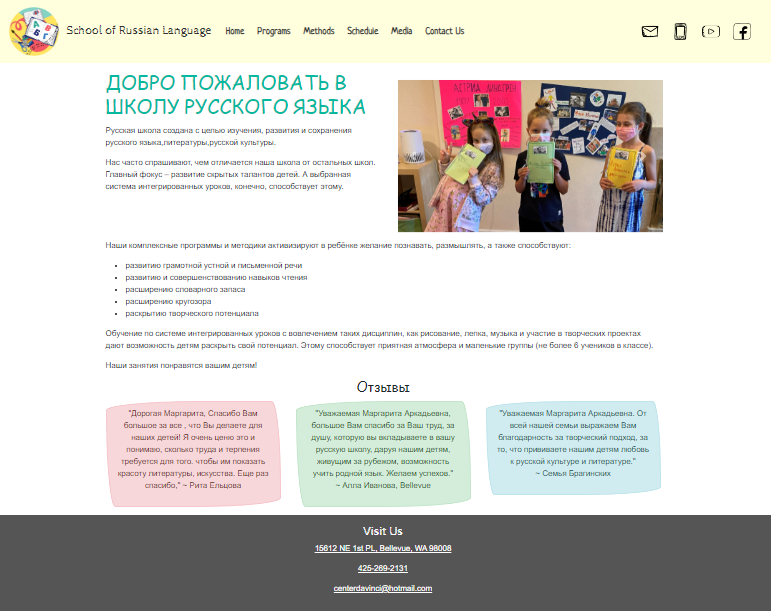 School of Russian Language
Home Programs Methods Schedule Media Contact Us
ДОБРО ПОЖАЛОВАТЬ В
ШКОЛУ РУССКОГО ЯЗЫКА
Русская школа создана с целью изучения, развития и сохранения
русского языка,литературы,русской культуры.
Нас часто спрашивают, чем отличается наша школа от остальных школ.
Главный фокус – развитие скрытых талантов детей. А выбранная
система интегрированных уроков, конечно, способствует этому.
АСТРИД ЛИНДГРЕН
Наши комплексные программы и методики активизируют в ребёнке желание познавать, размышлять, а также способствуют:
• развитию грамотной устной и письменной речи
• развитию и совершенствованию навыков чтения
• расширению словарного запаса
• расширению кругозора
• раскрытию творческого потенциала
Обучение по системе интегрированных уроков с вовлечением таких дисциплин, как рисование, лепка, музыка и участие в творческих проектах
дают возможность детям раскрыть свой потенциал. Этому способствует приятная атмосфера и маленькие группы (не более 6 учеников в классе).
Наши занятия понравятся вашим детям!
Отзывы
"Дорогая Маргарита, Спасибо Вам
большое за все , что Вы делаете для
наших детей! Я очень ценю это и
понимаю, сколько труда и терпения
требуется для того. чтобы им показать
красоту литературы, искусства. Еще раз
спасибо," ~ Рита Ельцова
"Уважаемая Маргарита Аркадьевна,
большое Вам спасибо за Ваш труд, за
душу, которую вы вкладываете в вашу
русскую школу, даруя нашим детям,
живущим за рубежом, возможность
учить родной язык. Желаем успехов."
~ Алла Иванова, Bellevue
"Уважаемая Маргарита Аркадьевна. От
всей нашей семьи выражаем Вам
благодарность за творческий подход, за
то, что прививаете нашим детям любовь
к русской культуре и литературе."
~ Семья Брагинских
Visit Us
15612 NE 1st PL, Bellevue, WA 98008
425-269-2131
centerdavinci@hotmail.com